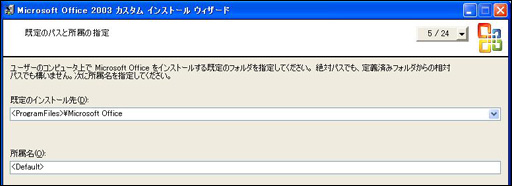 Microsoft Office 2003 カスタム インストール ウィザード
既定のパスと所属の指定
5 / 24
ユーザーのコンピュータ上で Microsoft Office をインストールする既定のフォルダを指定してください。 絶対パスでも、定義済みフォルダからの相対
パスでも構いません。次に所属名を指定してください。
既定のインストール先(D):
<ProgramFiles>¥Microsoft Office
所属名(O):
<Default>